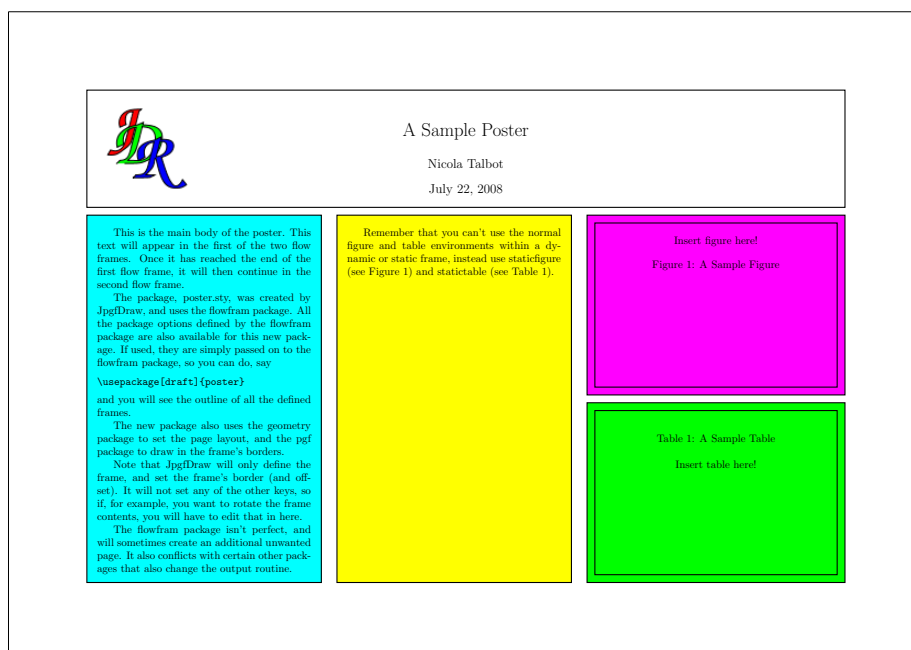 JDR
A Sample Poster
Nicola Talbot
July 22, 2008
This is the main body of the poster. This
text will appear in the first of the two flow
frames. Once it has reached the end of the
first flow frame, it will then continue in the
second flow frame.
The package, poster.sty, was created by
JpgfDraw, and uses the flowfram package. All
the package options defined by the flowfram
package are also available for this new pack-
age. If used, they are simply passed on to the
flowfram package, so you can do, say
\usepackage[draft]{poster}
and you will see the outline of all the defined
frames.
The new package also uses the geometry
package to set the page layout, and the pgf
package to draw in the frame's borders.
Note that JpgfDraw will only define the
frame, and set the frame's border (and off-
set). It will not set any of the other keys, so
if, for example, you want to rotate the frame
contents, you will have to edit that in here.
The flowfram package isn't perfect, and
will sometimes create an additional unwanted
page. It also conflicts with certain other pack-
ages that also change the output routine.
Remember that you can't use the normal
figure and table environments within a dy-
namic or static frame, instead use staticfigure
(see Figure 1) and statictable (see Table 1).
Insert figure here!
Figure 1: A Sample Figure
Table 1: A Sample Table
Insert table here!